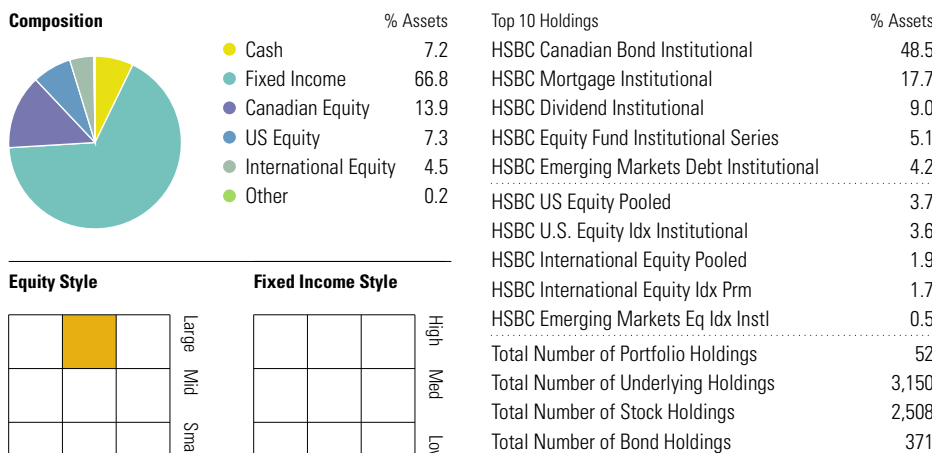 Composition % Assets
Cash 7.2
Fixed Income 66.8
Canadian Equity 13.9
US Equity 7.3
International Equity 4.5
Other 0.2
Equity Style
Large
Mid
Fixed Income Style
High
Med
Top 10 Holdings % Assets
HSBC Canadian Bond Institutional 48.5
HSBC Mortgage Institutional 17.7
HSBC Dividend Institutional 9.0
HSBC Equity Fund Institutional Series 5.1
HSBC Emerging Markets Debt Institutional 4.2
HSBC US Equity Pooled 3.7
HSBC U.S. Equity Idx Institutional 3.6
HSBC International Equity Pooled 1.9
HSBC International Equity Idx Prm 1.7
HSBC Emerging Markets Eq Idx Instl 0.5
Total Number of Portfolio Holdings 52
Total Number of Underlying Holdings 3,150
Total Number of Stock Holdings 2,508
Total Number of Bond Holdings 371